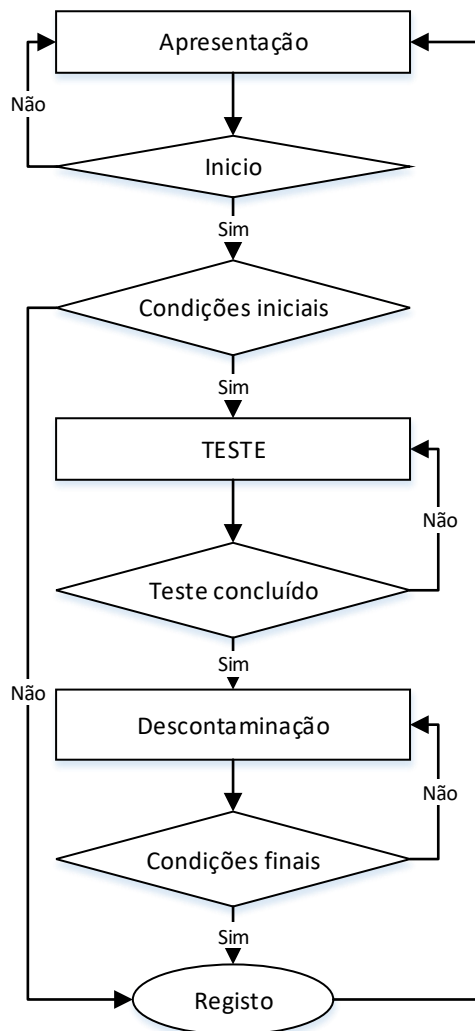 Apresentação
Não
Inicio
Sim
Condições iniciais
Sim
TESTE
Não
Teste concluído
Sim
Não
Descontaminação
Não
Condições finais
Sim
Registo